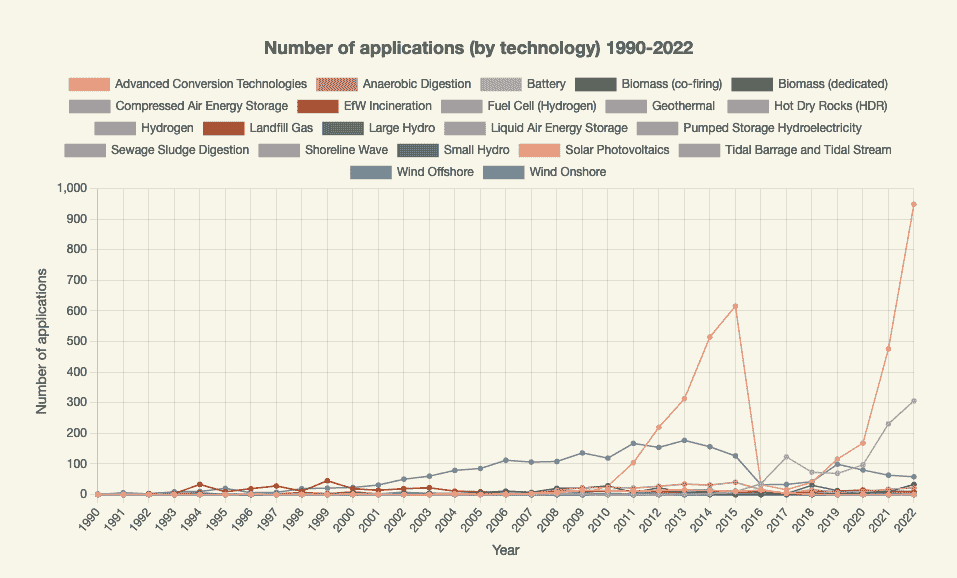 Number of applications (by technology) 1990-2022
Advanced Conversion Technologies Anaerobic Digestion Battery Biomass (co-firing) Biomass (dedicated)
Compressed Air Energy Storage EfW Incineration Fuel Cell (Hydrogen) Geothermal Hot Dry Rocks (HDR)
Hydrogen Landfill Gas Large Hydro Liquid Air Energy Storage Pumped Storage Hydroelectricity
Sewage Sludge Digestion Shoreline Wave Small Hydro Solar Photovoltaics Tidal Barrage and Tidal Stream
Wind Offshore Wind Onshore
1,000
900
800
700
600
500
400
300
200
100
0
Number of applications
1990 1991 1992 1993 1994 1995 1996 1997 1998 1999 2000 2001 2002 2003 2004 2005 2006 2007 2008 2009 2010 2011 2012 2013 2014 2015 2016 2017 2018 2019 2020 2021 2022
Year